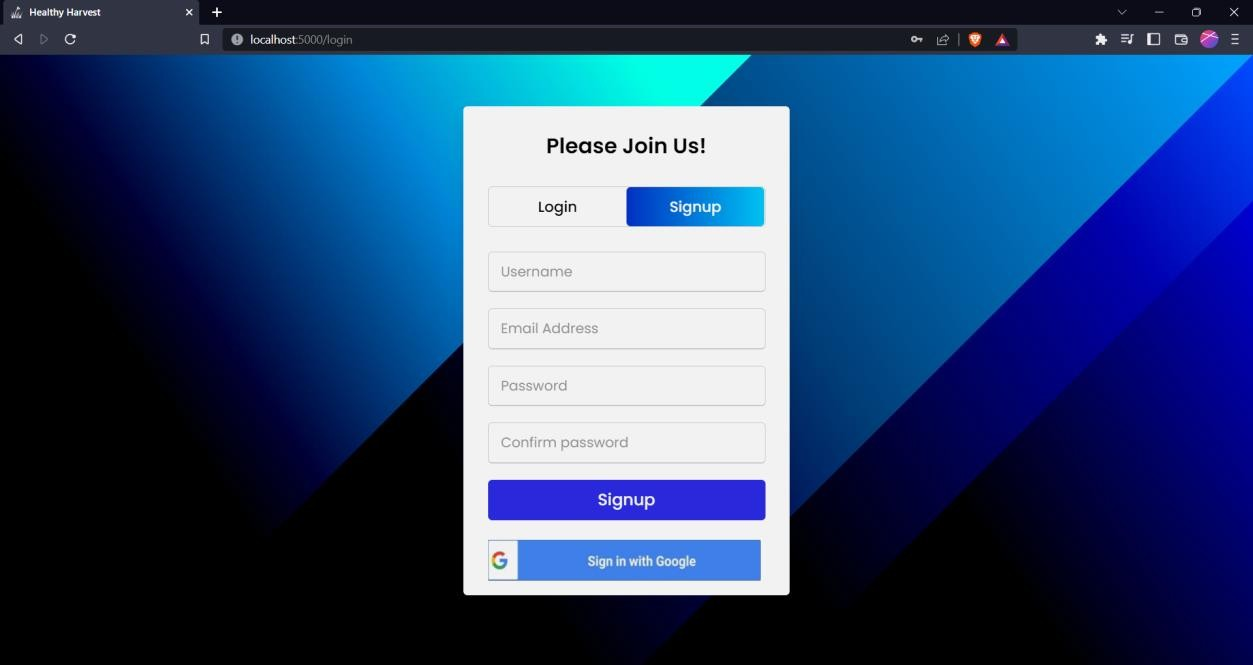 Healthy Harvest
localhost:5000/login
Please Join Us!
Login Signup
Username
Email Address
Password
Confirm password
Signup
G Sign in with Google